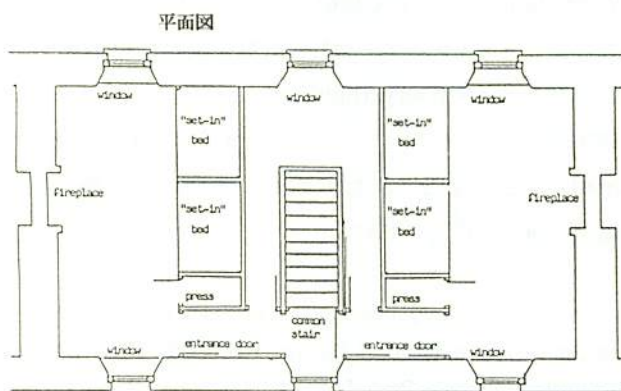 平面図
window
window
window
"set-in"
bed
"set-in"
bed
fireplace
fireplace
"set-in"
bed
"set-in"
bed
press
press
common
stair
window
entrance door
entrance door
window